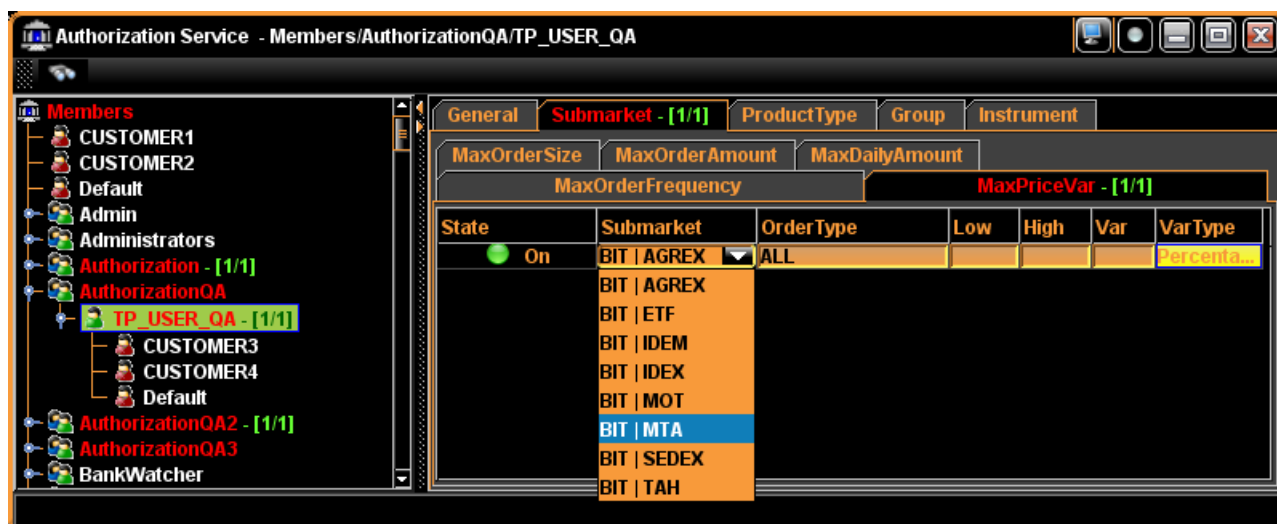 Authorization Service - Members/AuthorizationQA/TP_USER_QA
Members
CUSTOMER1
CUSTOMER2
Default
Admin
Administrators
Authorization - [1/1]
AuthorizationQA
TP_USER_QA - [1/1]
CUSTOMER3
CUSTOMER4
Default
AuthorizationQA2 - [1/1]
AuthorizationQA3
BankWatcher
General Submarket - [1/1] ProductType Group Instrument
MaxOrderSize MaxOrderAmount MaxDailyAmount
MaxOrderFrequency MaxPriceVar - [1/1]
State Submarket OrderType Low High Var VarType
On BIT | AGREX ALL Percenta...
BIT | AGREX
BIT | ETF
BIT | IDEM
BIT | IDEX
BIT | MOT
BIT | MTA
BIT | SEDEX
BIT | TAH